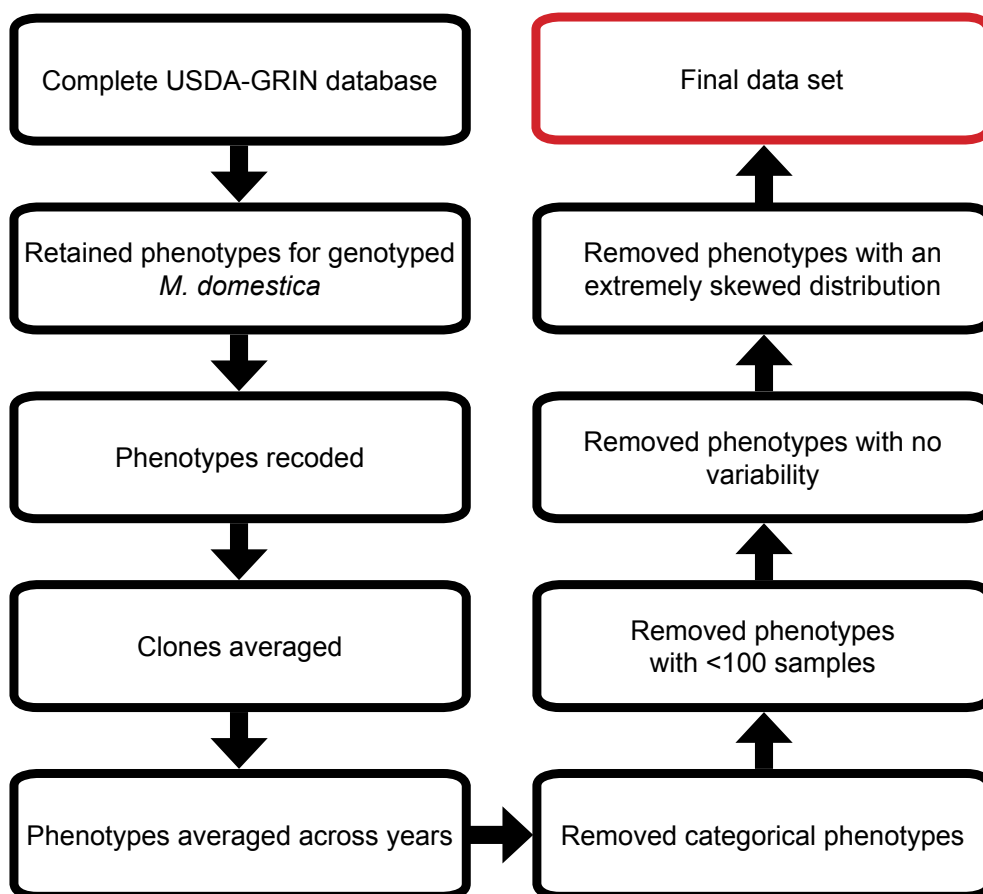 Complete USDA-GRIN database
Retained phenotypes for genotyped
M. domestica
Phenotypes recoded
Clones averaged
Phenotypes averaged across years
Removed categorical phenotypes
Removed phenotypes
with <100 samples
Removed phenotypes with no
variability
Removed phenotypes with an
extremely skewed distribution
Final data set